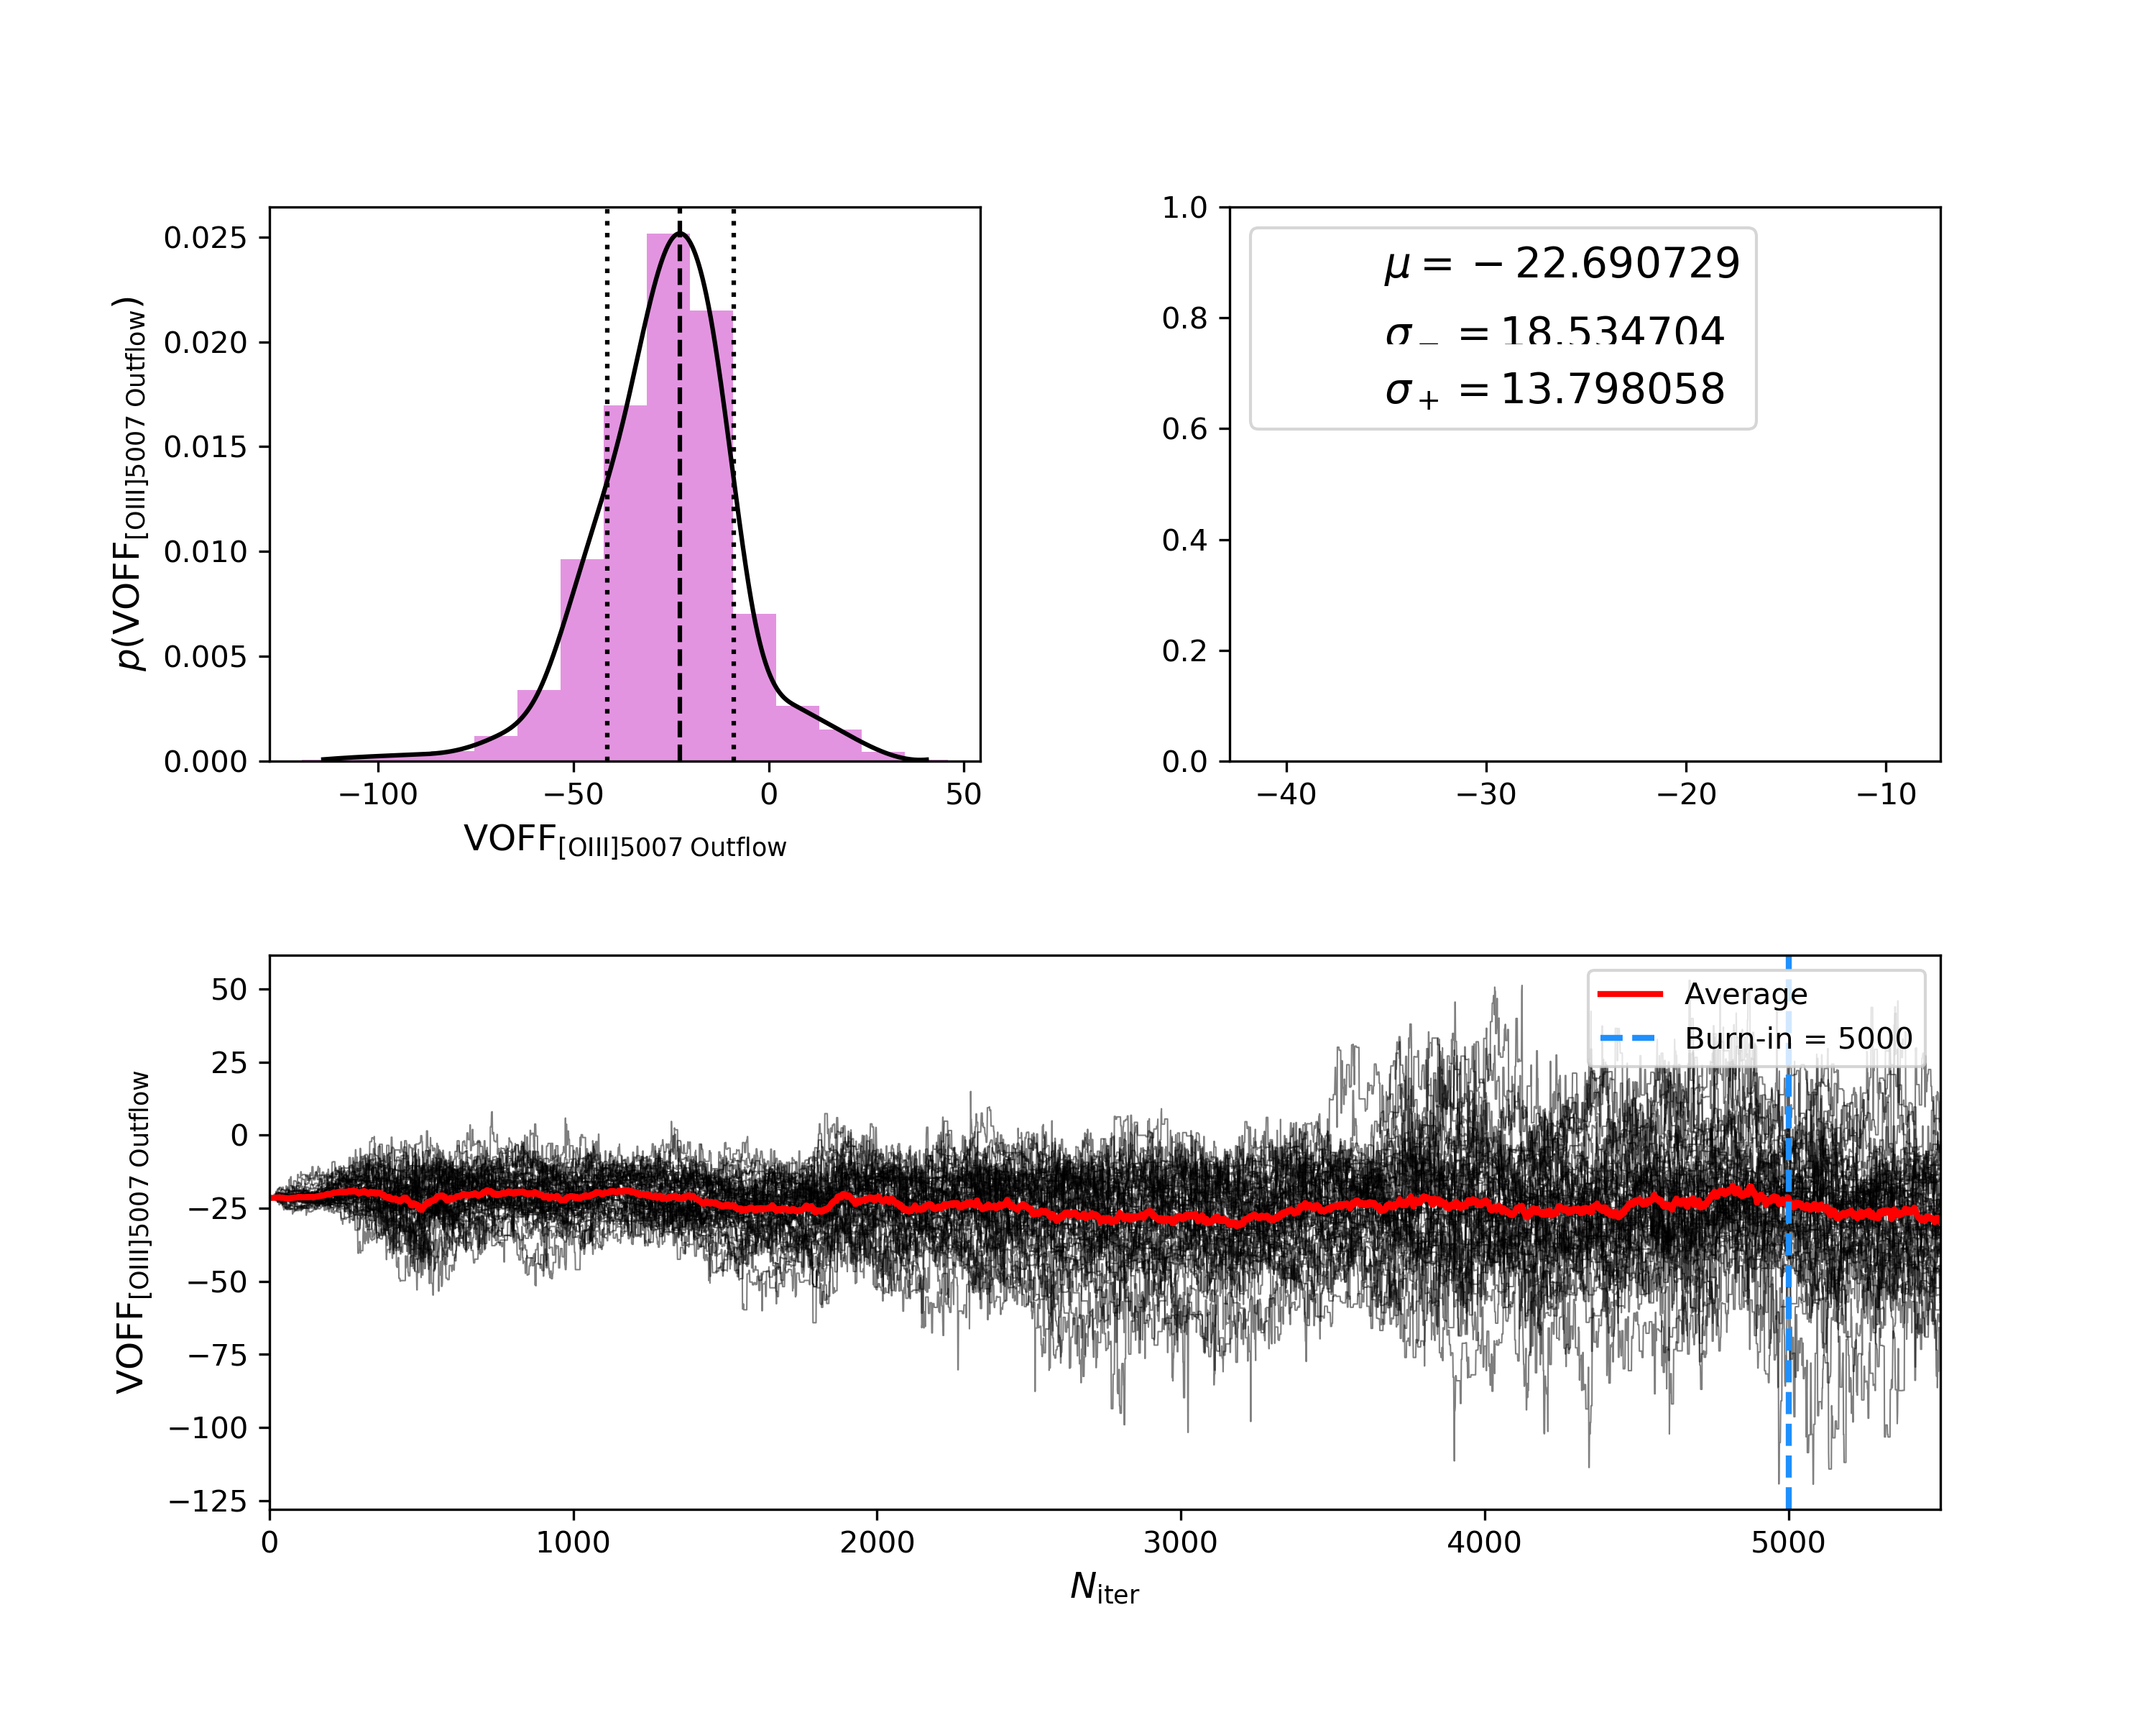 0.025
0.020
0.015
0.010
0.005
0.000
p(VOFF[OIII]5007 Outflow)
−100 −50 0 50
VOFF[OIII]5007 Outflow
1.0
0.8
0.6
0.4
0.2
0.0
μ = −22.690729
σ− = 18.534704
σ+ = 13.798058
−40 −30 −20 −10
50
25
0
−25
−50
−75
−100
−125
VOFF[OIII]5007 Outflow
Average
Burn-in = 5000
0 1000 2000 3000 4000 5000
Niter